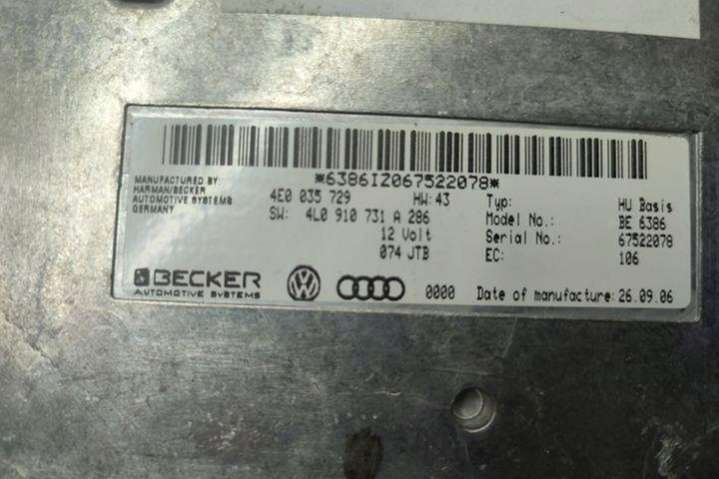 *6386IZ067522078*
MANUFACTURED BY:
HARMAN/BECKER
AUTOMOTIVE SYSTEMS
GERMANY
4E0 035 729 HW: 43
SW: 4L0 910 731 A 286
12 Volt
074 JTB
Typ: HU Basis
Model No.: BE 6386
Serial No.: 67522078
EC: 106
BECKER
AUTOMOTIVE SYSTEMS
0000 Date of manufacture: 26.09.06